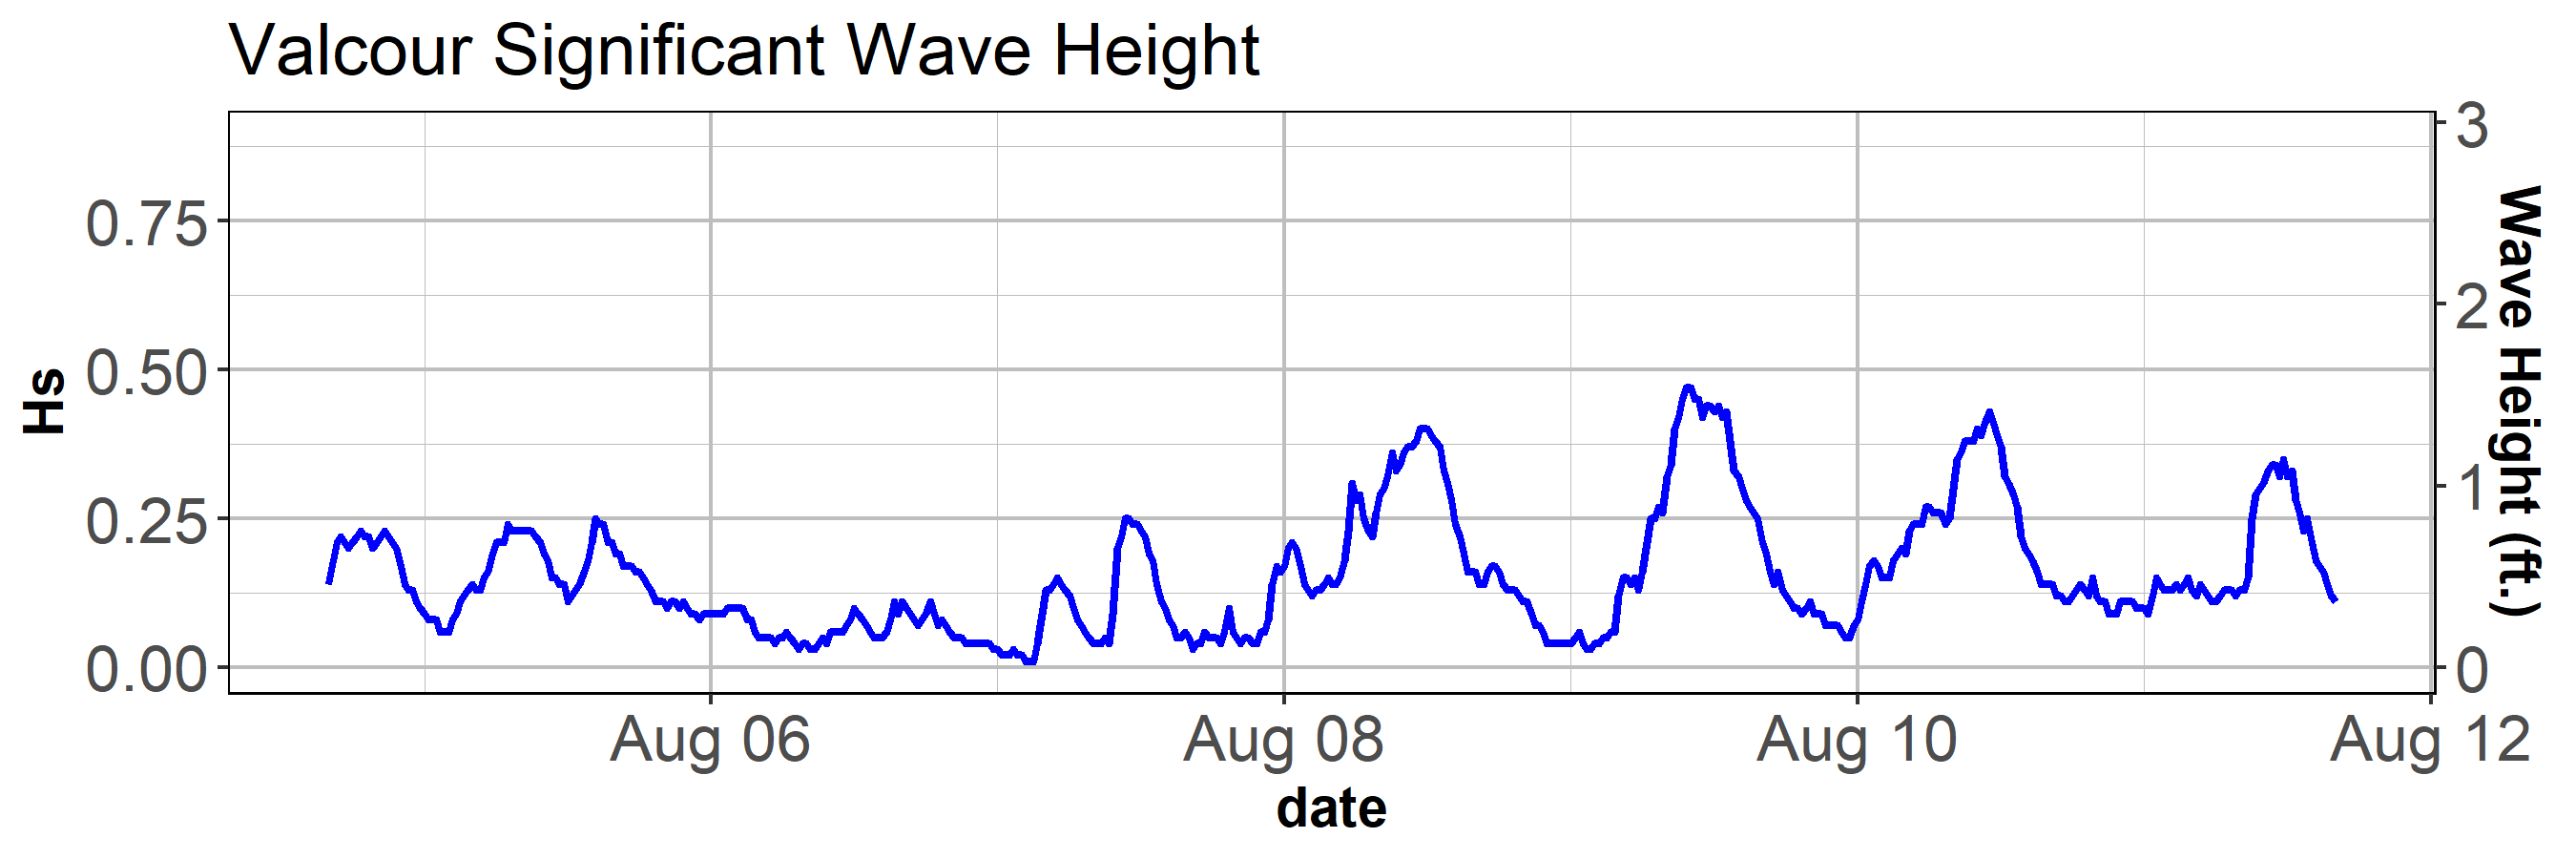 Valcour Significant Wave Height
Hs
0.75
0.50
0.25
0.00
3
2
1
0
Wave Height (ft.)
Aug 06
Aug 08
Aug 10
Aug 12
date